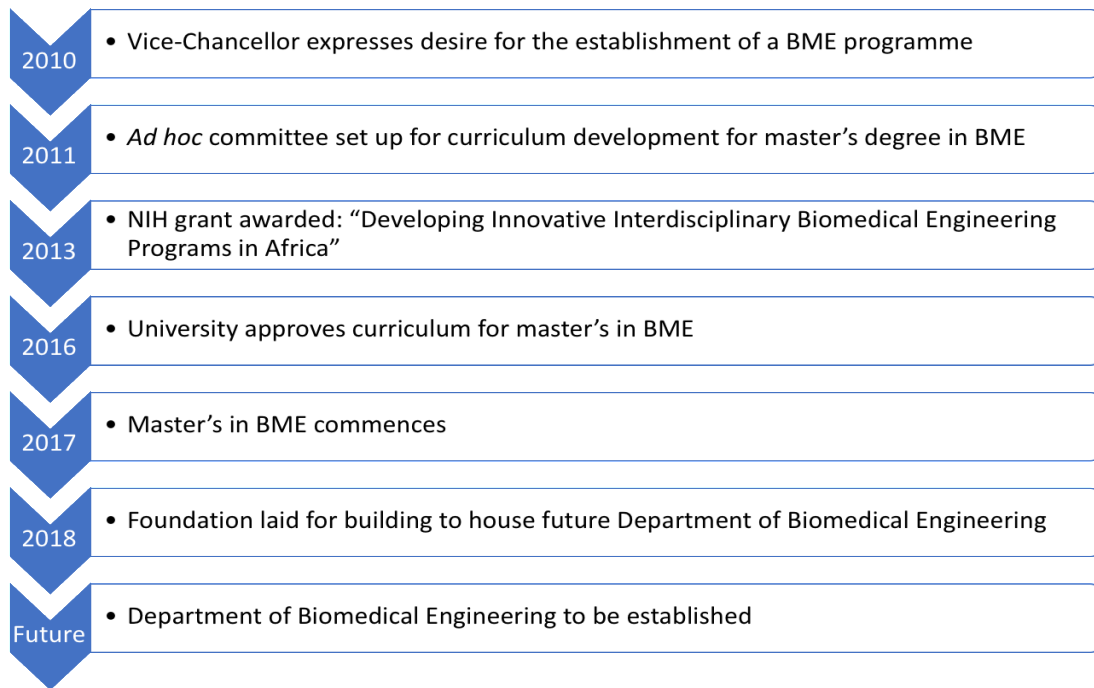 2010
• Vice-Chancellor expresses desire for the establishment of a BME programme
2011
• Ad hoc committee set up for curriculum development for master’s degree in BME
2013
• NIH grant awarded: “Developing Innovative Interdisciplinary Biomedical Engineering
Programs in Africa”
2016
• University approves curriculum for master’s in BME
2017
• Master’s in BME commences
2018
• Foundation laid for building to house future Department of Biomedical Engineering
Future
• Department of Biomedical Engineering to be established